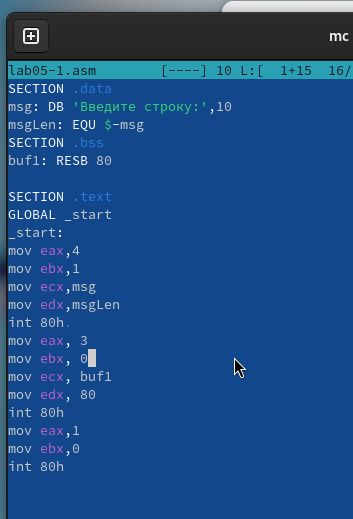 mc
lab05-1.asm [----] 10 L:[ 1+15 16/
SECTION .data
msg: DB 'Введите строку:',10
msgLen: EQU $-msg
SECTION .bss
buf1: RESB 80
SECTION .text
GLOBAL _start
_start:
mov eax,4
mov ebx,1
mov ecx,msg
mov edx,msgLen
int 80h
mov eax, 3
mov ebx, 0
mov ecx, buf1
mov edx, 80
int 80h
mov eax,1
mov ebx,0
int 80h